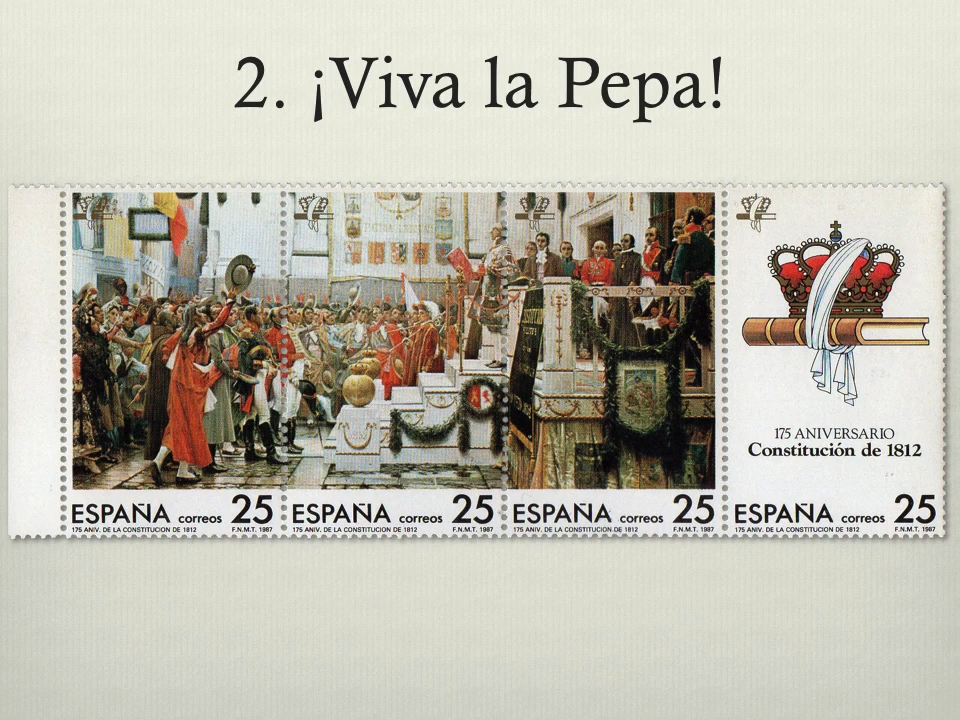 2. ¡Viva la Pepa!
175 ANIVERSARIO
Constitución de 1812
ESPAÑA correos 25
175 ANIV. DE LA CONSTITUCION DE 1812 F.N.M.T. 1987
ESPAÑA correos 25
175 ANIV. DE LA CONSTITUCION DE 1812 F.N.M.T. 1987
ESPAÑA correos 25
175 ANIV. DE LA CONSTITUCION DE 1812 F.N.M.T. 1987
ESPAÑA correos 25
175 ANIV. DE LA CONSTITUCION DE 1812 F.N.M.T. 1987